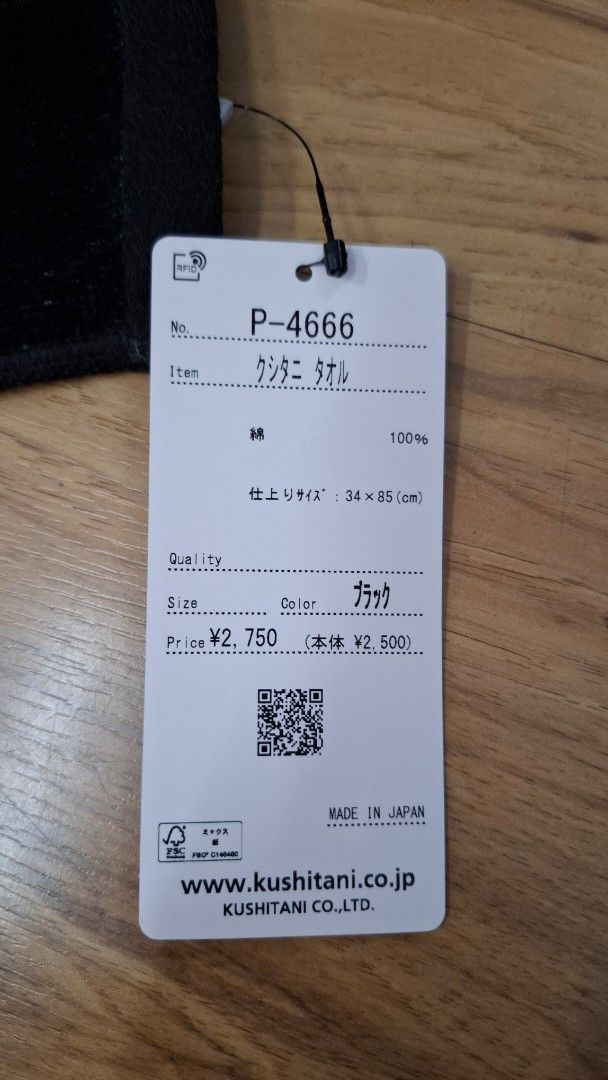 RFID
No. P-4666
Item クシタニ タオル
綿 100%
仕上りサイズ：34×85(cm)
Quality
Size Color ブラック
Price ¥2,750 (本体 ¥2,500)
MADE IN JAPAN
FSC ミックス
紙
FSC® C146480
www.kushitani.co.jp
KUSHITANI CO.,LTD.